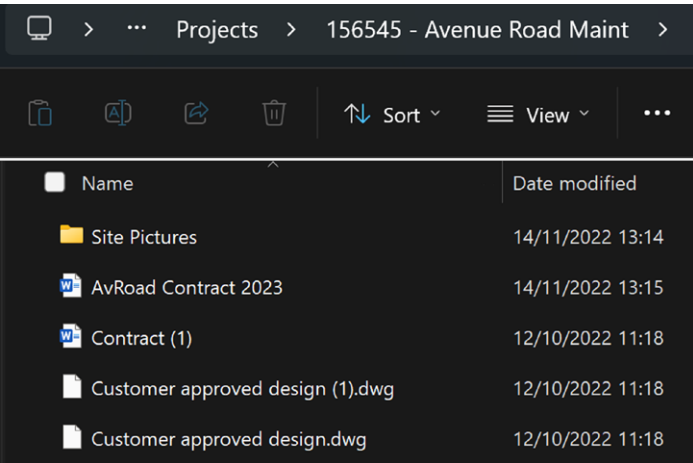 Projects > 156545 - Avenue Road Maint >
Sort View
Name Date modified
Site Pictures 14/11/2022 13:14
AvRoad Contract 2023 14/11/2022 13:15
Contract (1) 12/10/2022 11:18
Customer approved design (1).dwg 12/10/2022 11:18
Customer approved design.dwg 12/10/2022 11:18